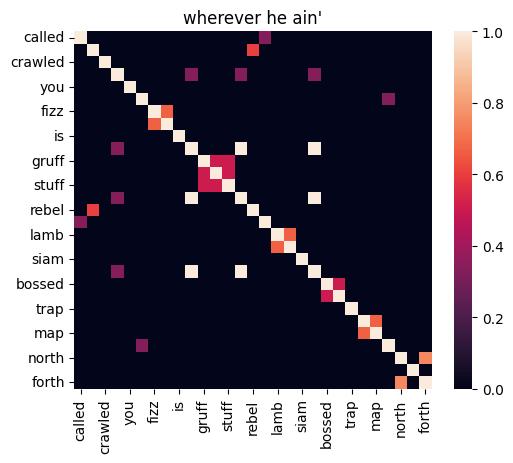 wherever he ain'
called
crawled
you
fizz
is
gruff
stuff
rebel
lamb
siam
bossed
trap
map
north
forth
1.0
0.8
0.6
0.4
0.2
0.0
called
crawled
you
fizz
is
gruff
stuff
rebel
lamb
siam
bossed
trap
map
north
forth